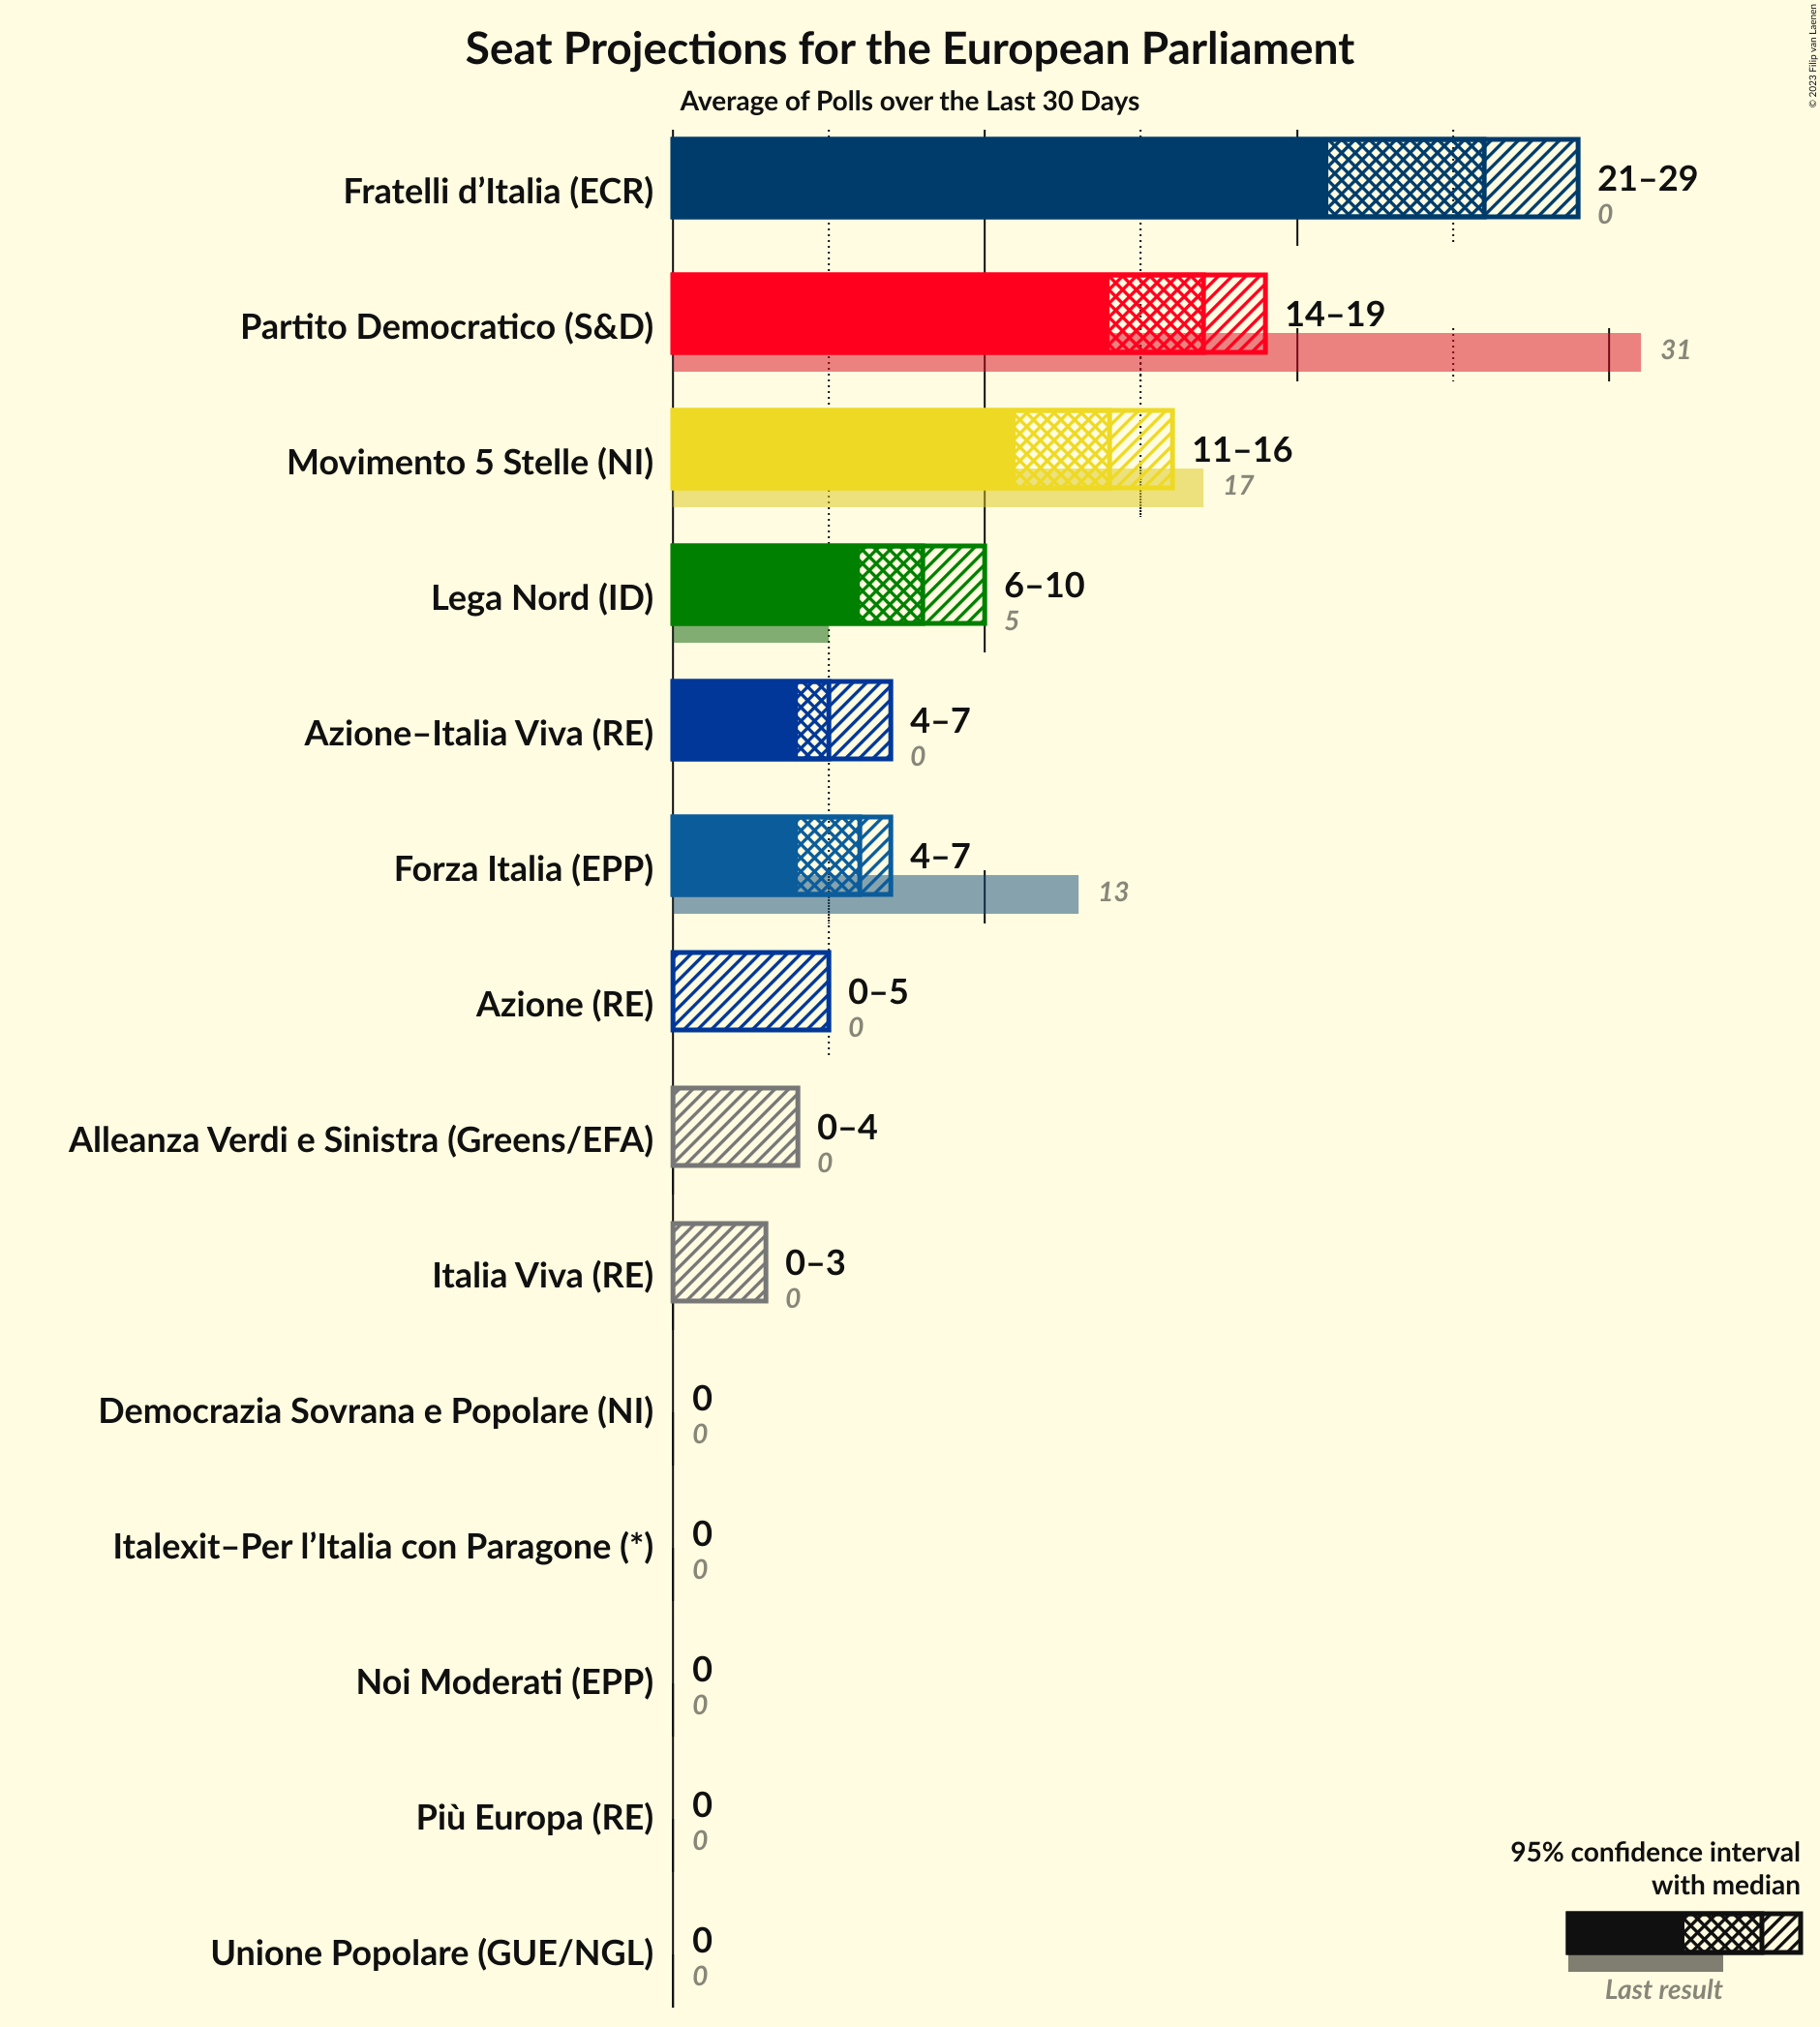 Seat Projections for the European Parliament
Average of Polls over the Last 30 Days
© 2023 Filip van Laenen
Fratelli d’Italia (ECR)
21–29
0
Partito Democratico (S&D)
14–19
31
Movimento 5 Stelle (NI)
11–16
17
Lega Nord (ID)
6–10
5
Azione–Italia Viva (RE)
4–7
0
Forza Italia (EPP)
4–7
13
Azione (RE)
0–5
0
Alleanza Verdi e Sinistra (Greens/EFA)
0–4
0
Italia Viva (RE)
0–3
0
Democrazia Sovrana e Popolare (NI)
0
0
Italexit–Per l’Italia con Paragone (*)
0
0
Noi Moderati (EPP)
0
0
Più Europa (RE)
0
0
Unione Popolare (GUE/NGL)
0
0
95% confidence interval
with median
Last result